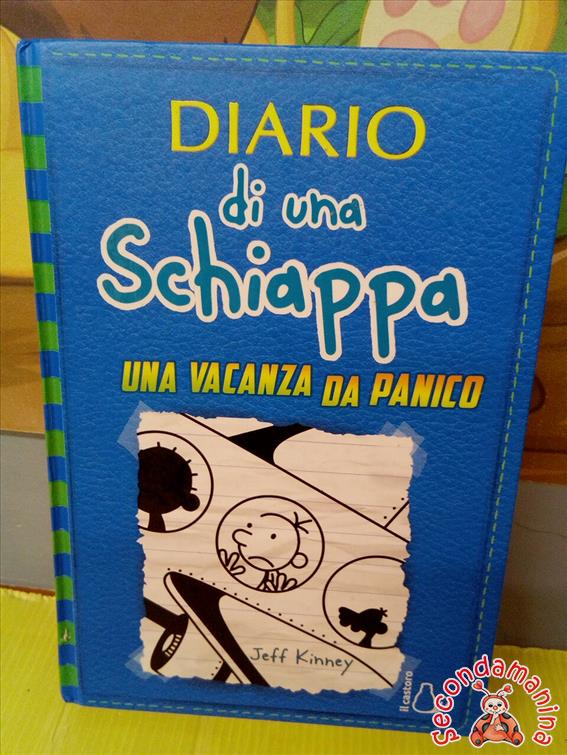 DIARIO
di una
Schiappa
UNA VACANZA DA PANICO
Jeff Kinney
il castoro
secondamanina